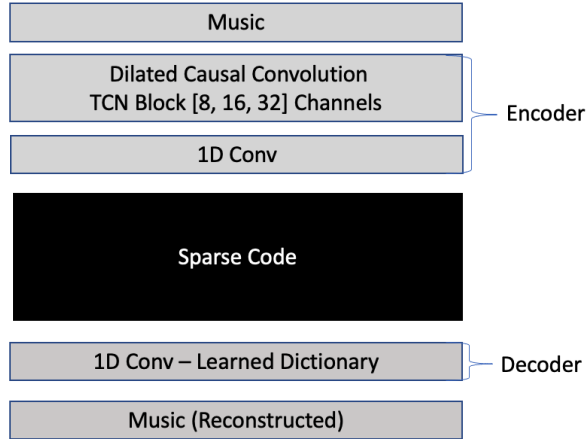 Music
Dilated Causal Convolution
TCN Block [8, 16, 32] Channels
Encoder
1D Conv
Sparse Code
1D Conv – Learned Dictionary
Decoder
Music (Reconstructed)